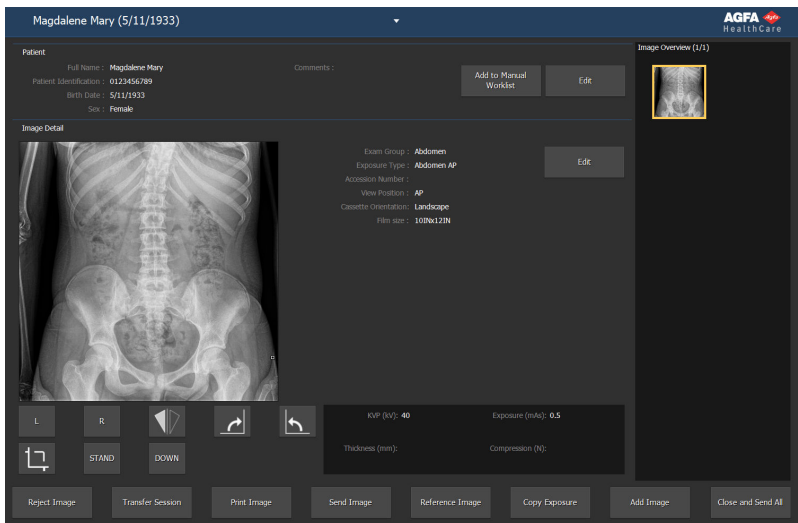 Magdalene Mary (5/11/1933)
AGFA Agfa
HealthCare
Patient
Full Name : Magdalene Mary
Patient Identification : 0123456789
Birth Date : 5/11/1933
Sex : Female
Comments :
Add to Manual
Worklist
Edit
Image Overview (1/1)
Image Detail
Exam Group : Abdomen
Exposure Type : Abdomen AP
Accession Number :
View Position : AP
Cassette Orientation: Landscape
Film size : 10INx12IN
Edit
L
R
STAND
DOWN
KVP (kV): 40
Exposure (mAs): 0.5
Thickness (mm):
Compression (N):
Reject Image
Transfer Session
Print Image
Send Image
Reference Image
Copy Exposure
Add Image
Close and Send All